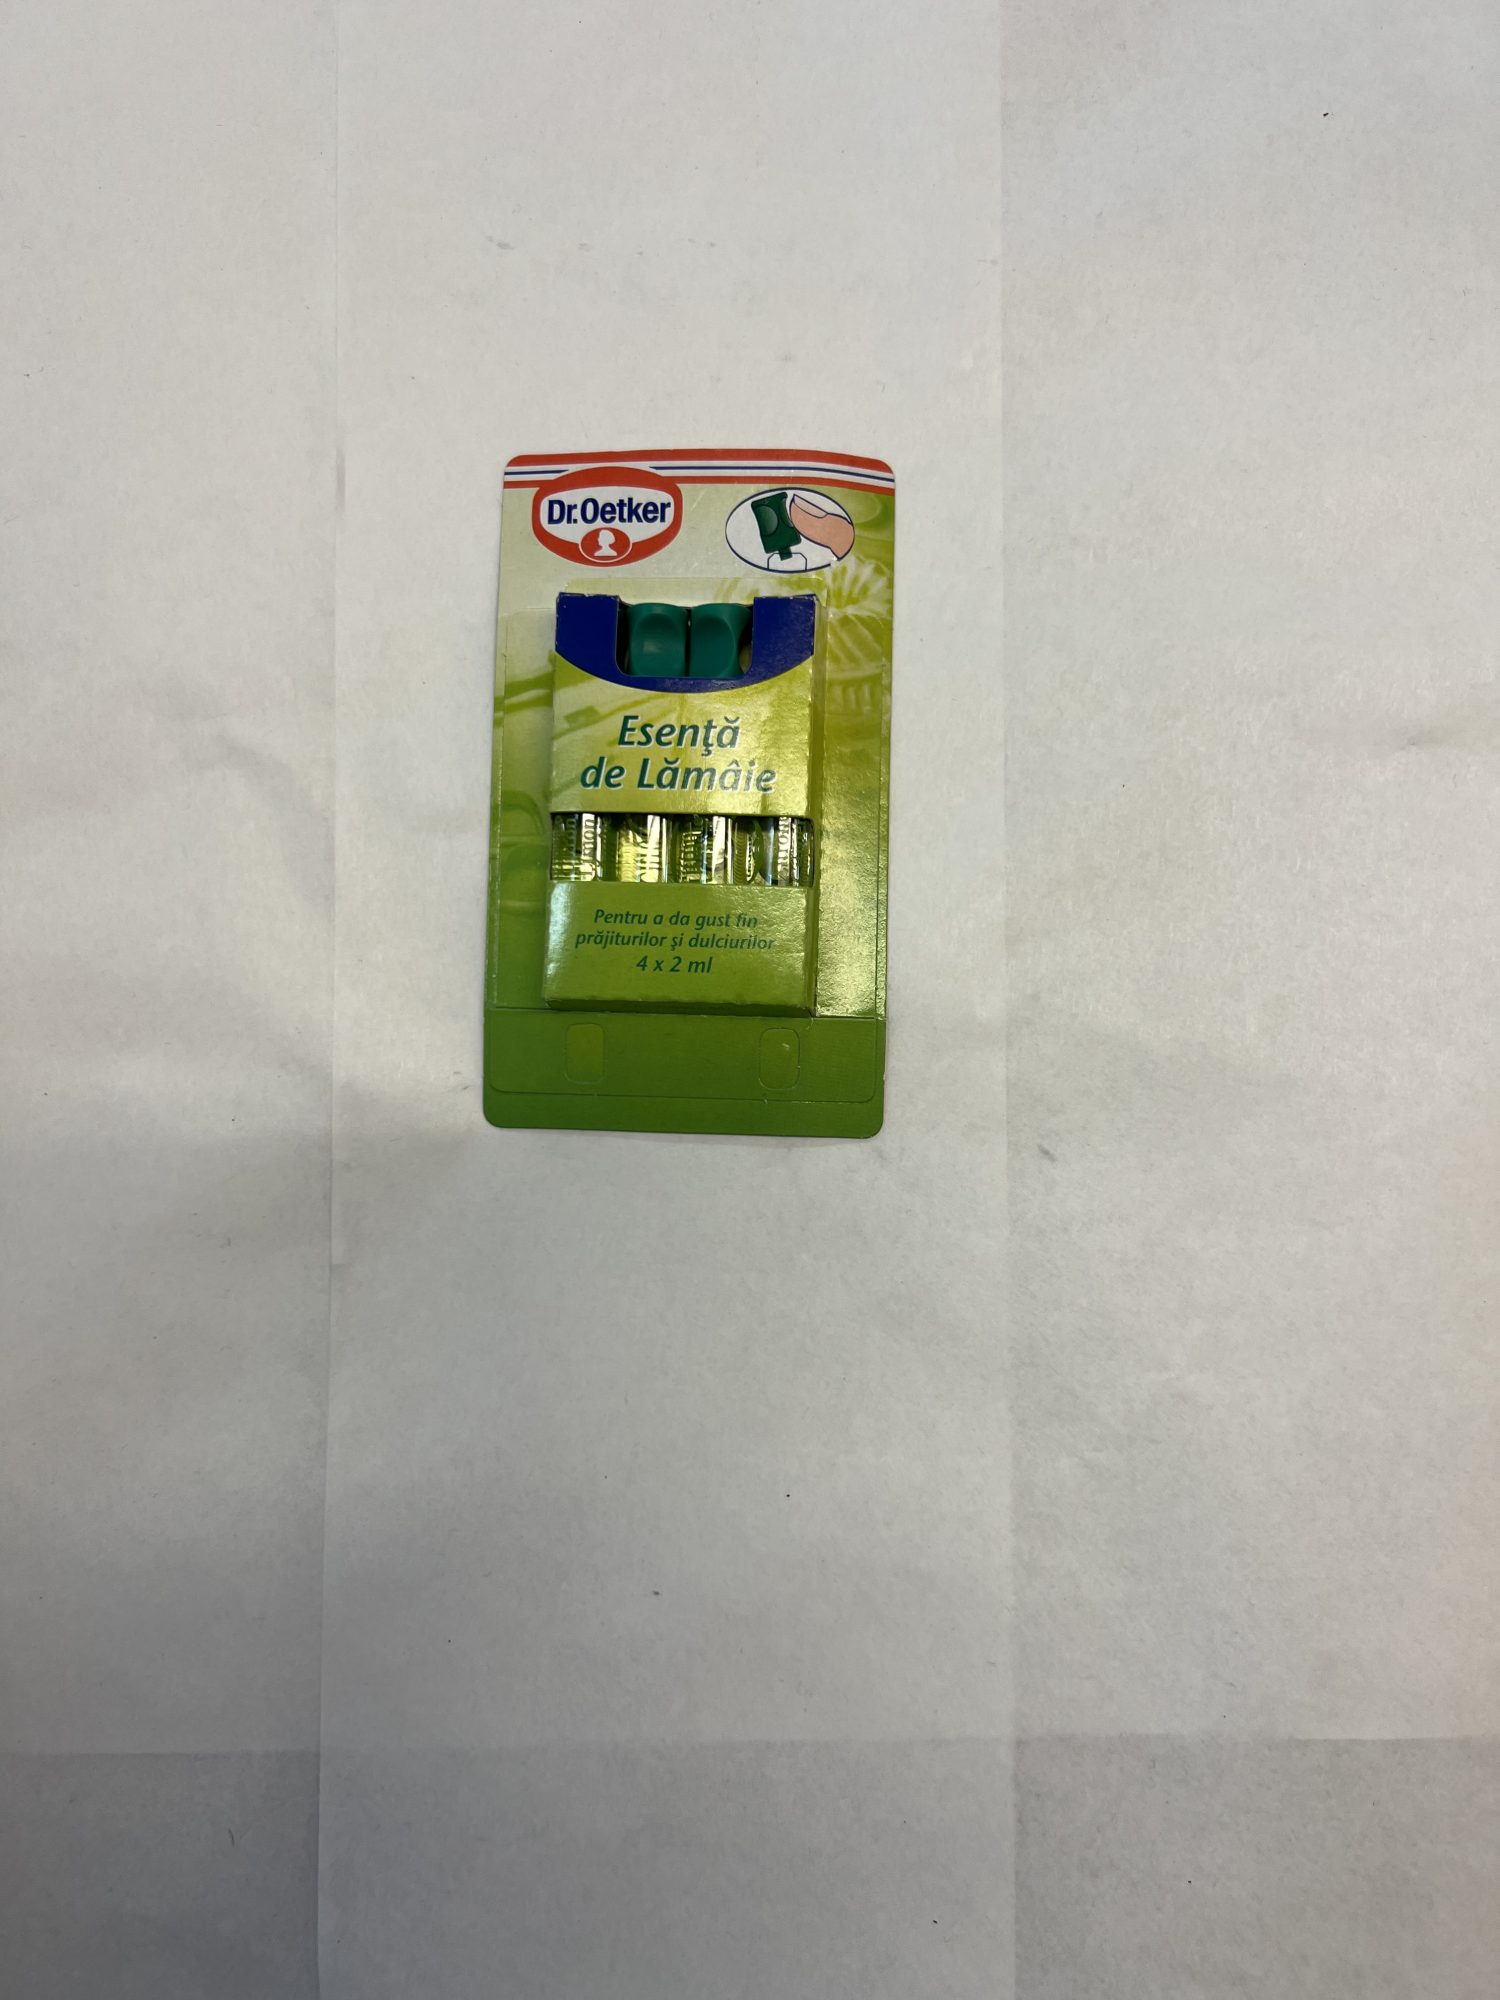 Dr.Oetker
Esenţă
de Lămâie
Pentru a da gust fin
prăjiturilor şi dulciurilor
4 x 2 ml